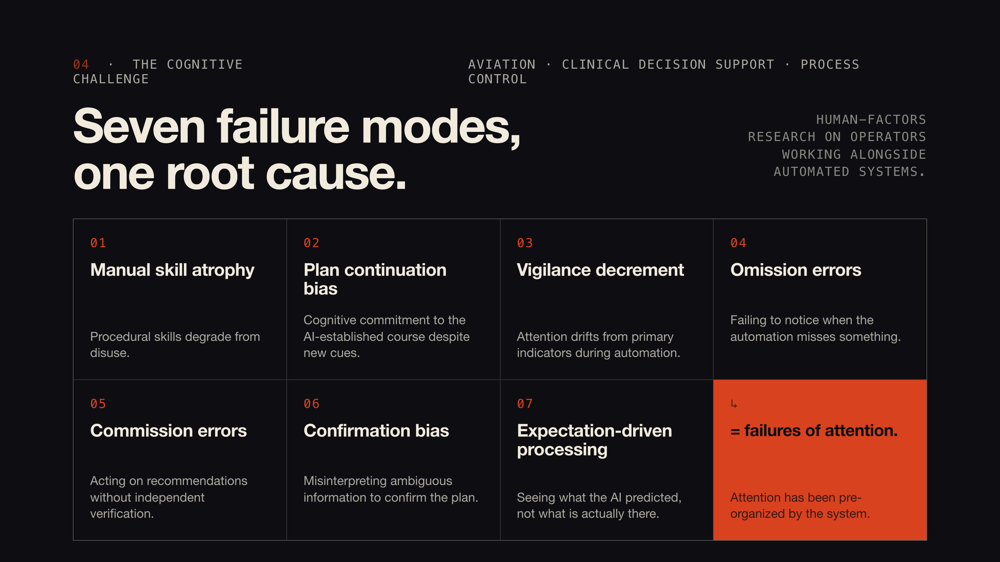 04 · THE COGNITIVE
CHALLENGE
AVIATION · CLINICAL DECISION SUPPORT · PROCESS
CONTROL
Seven failure modes,
one root cause.
HUMAN–FACTORS
RESEARCH ON OPERATORS
WORKING ALONGSIDE
AUTOMATED SYSTEMS.
01
Manual skill atrophy
Procedural skills degrade from
disuse.
02
Plan continuation
bias
Cognitive commitment to the
AI-established course despite
new cues.
03
Vigilance decrement
Attention drifts from primary
indicators during automation.
04
Omission errors
Failing to notice when the
automation misses something.
05
Commission errors
Acting on recommendations
without independent
verification.
06
Confirmation bias
Misinterpreting ambiguous
information to confirm the plan.
07
Expectation-driven
processing
Seeing what the AI predicted,
not what is actually there.
↳
= failures of attention.
Attention has been pre-
organized by the system.